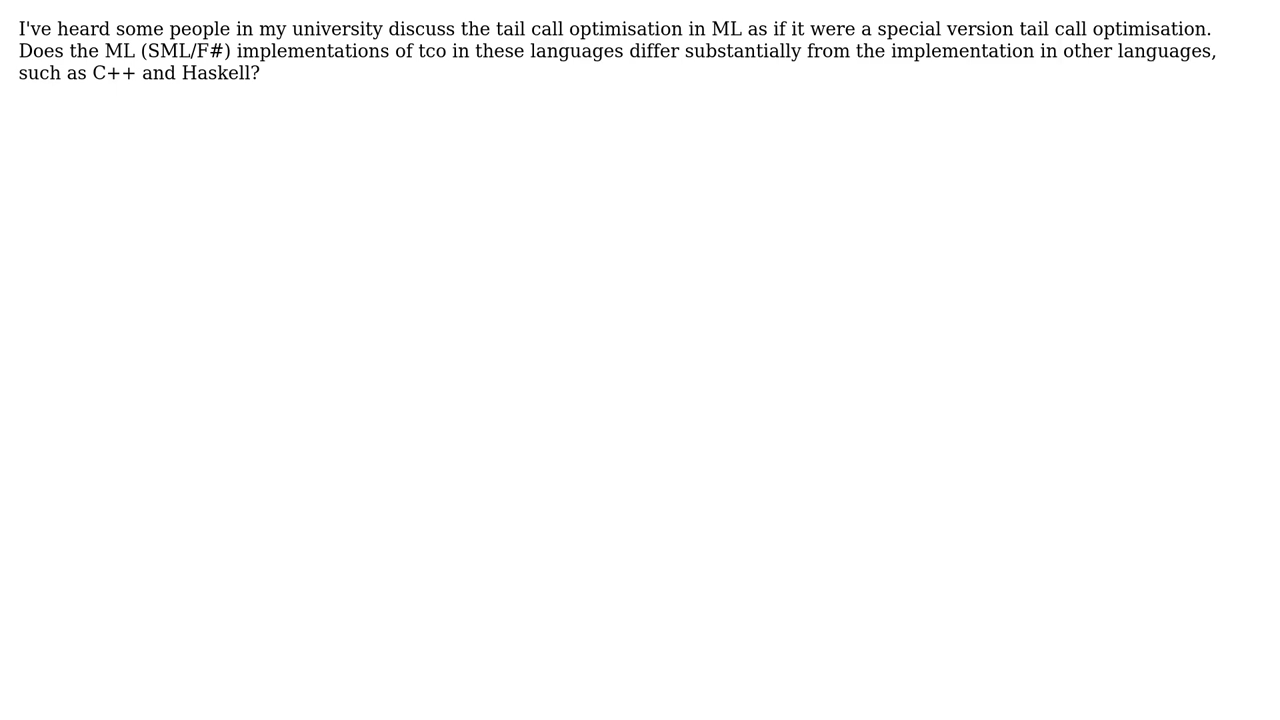 I've heard some people in my university discuss the tail call optimisation in ML as if it were a special version tail call optimisation.
Does the ML (SML/F#) implementations of tco in these languages differ substantially from the implementation in other languages,
such as C++ and Haskell?